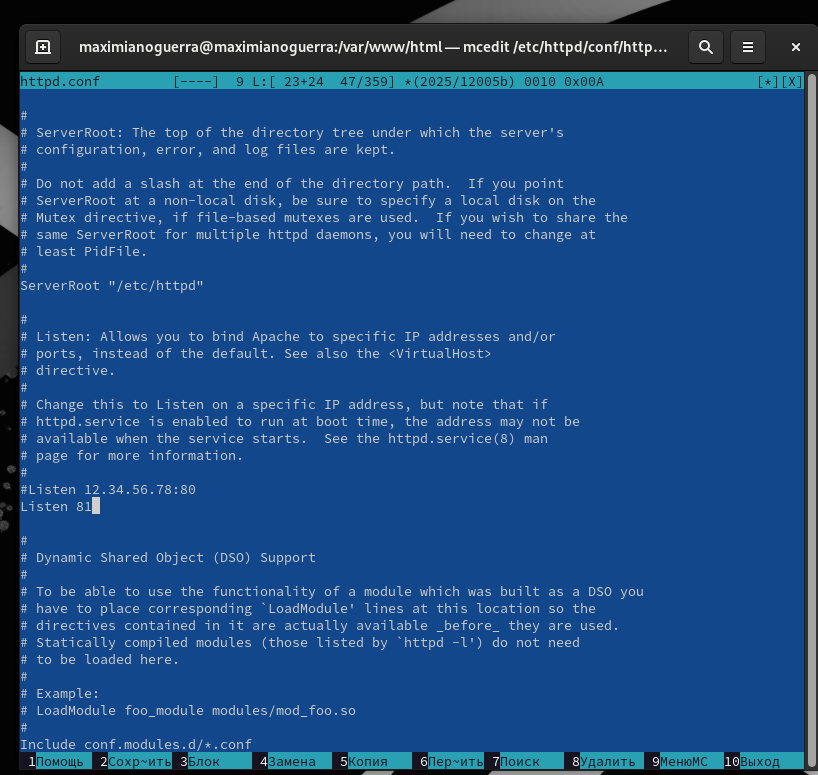 maximianoguerra@maximianoguerra:/var/www/html — mcedit /etc/httpd/conf/http…
httpd.conf [----] 9 L:[ 23+24 47/359] *(2025/12005b) 0010 0x00A [*][X]
#
# ServerRoot: The top of the directory tree under which the server's
# configuration, error, and log files are kept.
#
# Do not add a slash at the end of the directory path.  If you point
# ServerRoot at a non-local disk, be sure to specify a local disk on the
# Mutex directive, if file-based mutexes are used.  If you wish to share the
# same ServerRoot for multiple httpd daemons, you will need to change at
# least PidFile.
#
ServerRoot "/etc/httpd"
#
# Listen: Allows you to bind Apache to specific IP addresses and/or
# ports, instead of the default. See also the <VirtualHost>
# directive.
#
# Change this to Listen on a specific IP address, but note that if
# httpd.service is enabled to run at boot time, the address may not be
# available when the service starts.  See the httpd.service(8) man
# page for more information.
#
#Listen 12.34.56.78:80
Listen 81
#
# Dynamic Shared Object (DSO) Support
#
# To be able to use the functionality of a module which was built as a DSO you
# have to place corresponding `LoadModule' lines at this location so the
# directives contained in it are actually available _before_ they are used.
# Statically compiled modules (those listed by `httpd -l') do not need
# to be loaded here.
#
# Example:
# LoadModule foo_module modules/mod_foo.so
#
Include conf.modules.d/*.conf
1Помощь 2Сохр~ить 3Блок 4Замена 5Копия 6Пер~ить 7Поиск 8Удалить 9МенюMC 10Выход